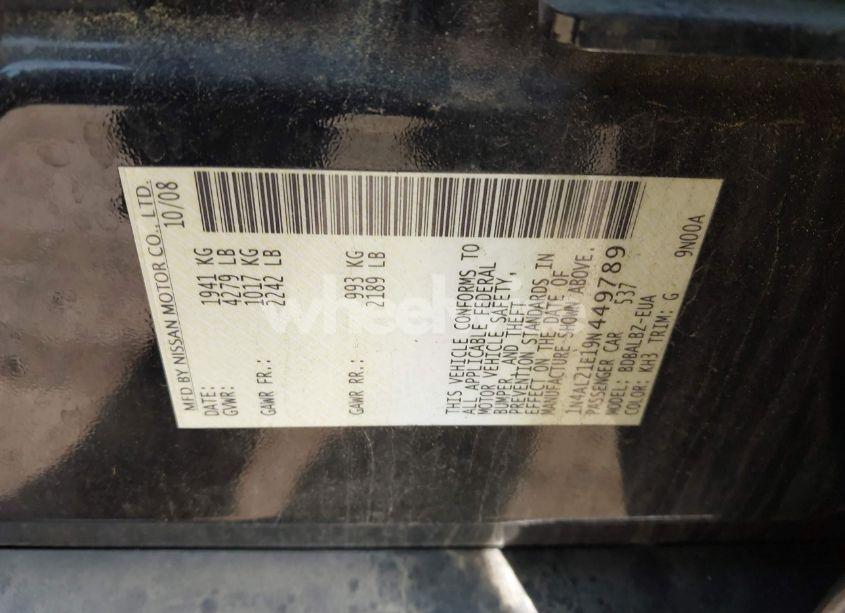 MFD BY NISSAN MOTOR CO., LTD.
DATE: 10/08
GVWR: 1941 KG
4279 LB
GAWR FR.: 1017 KG
2242 LB
GAWR RR.: 993 KG
2189 LB
THIS VEHICLE CONFORMS TO
ALL APPLICABLE FEDERAL
MOTOR VEHICLE SAFETY,
BUMPER, AND THEFT
PREVENTION STANDARDS IN
EFFECT ON THE DATE OF
MANUFACTURE SHOWN ABOVE.
1N4AL21E19N449789
PASSENGER CAR 537
MODEL: BDBALBZ-EUA
COLOR: KH3 TRIM: G
9N00A